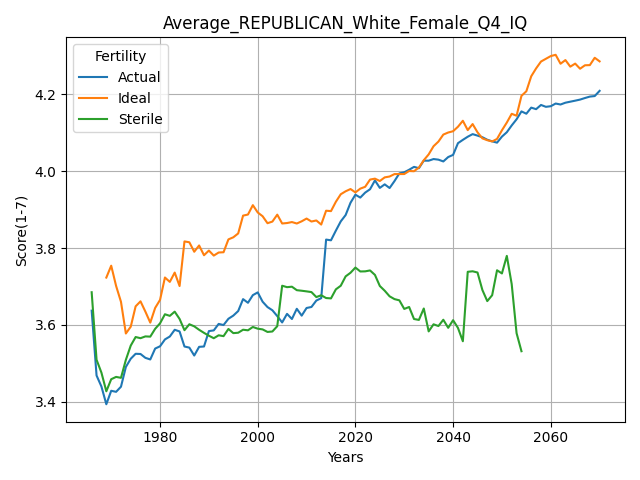 Average_REPUBLICAN_White_Female_Q4_IQ
Fertility
Actual
Ideal
Sterile
Score(1-7)
4.2
4.0
3.8
3.6
3.4
1980
2000
2020
2040
2060
Years